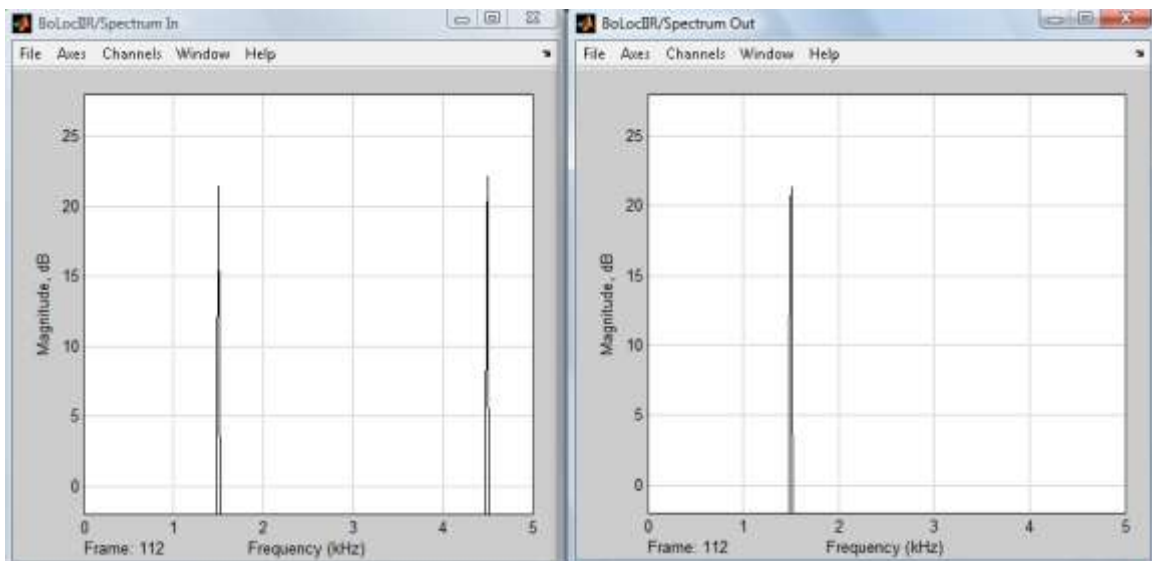 BoLocIIR/Spectrum In
File Axes Channels Window Help
25
20
15
10
5
0
Magnitude, dB
0 1 2 3 4 5
Frame: 112 Frequency (kHz)
BoLocIIR/Spectrum Out
File Axes Channels Window Help
25
20
15
10
5
0
Magnitude, dB
0 1 2 3 4 5
Frame: 112 Frequency (kHz)